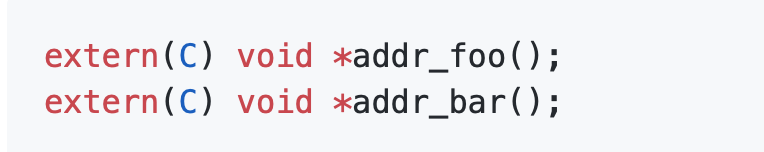 extern(C) void *addr_foo();
extern(C) void *addr_bar();